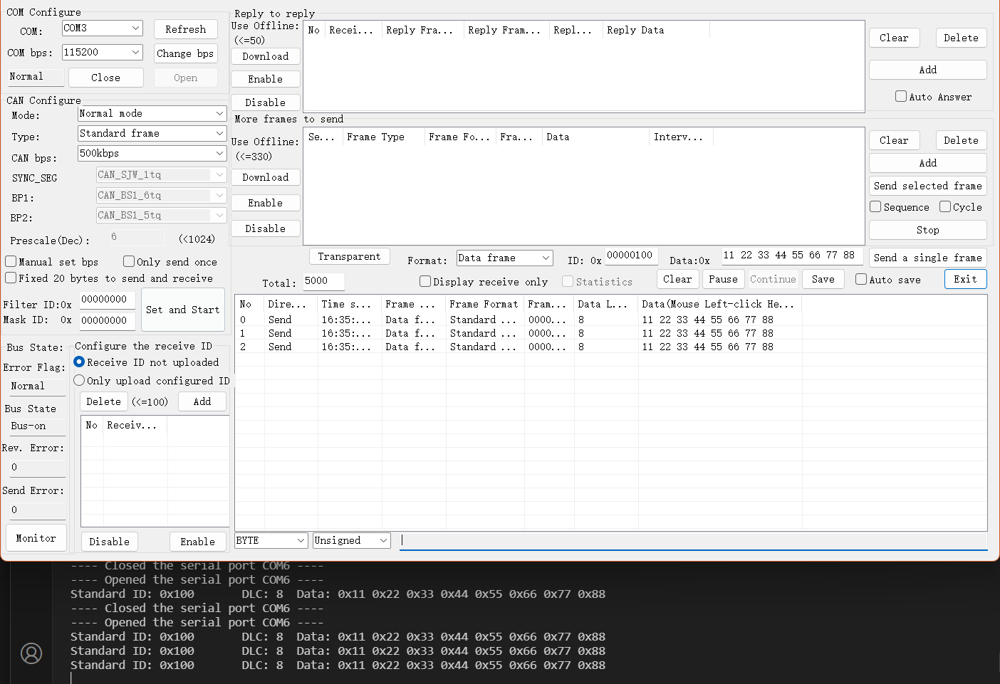 COM Configure
COM: COM3 Refresh
COM bps: 115200 Change bps
Normal Close Open
CAN Configure
Mode: Normal mode
Type: Standard frame
CAN bps: 500kbps
SYNC_SEG CAN_SJW_1tq
BP1: CAN_BS1_6tq
BP2: CAN_BS1_5tq
Prescale(Dec): 6 (<1024)
Manual set bps Only send once
Fixed 20 bytes to send and receive
Filter ID:0x 00000000
Mask ID: 0x 00000000
Set and Start
Bus State:
Error Flag:
Normal
Bus State
Bus-on
Rev. Error:
0
Send Error:
0
Monitor
Configure the receive ID
Receive ID not uploaded
Only upload configured ID
Delete (<=100) Add
No Receiv...
Disable Enable
Reply to reply
Use Offline:
(<=50)
Download
Enable
Disable
No Recei... Reply Fra... Reply Fram... Repl... Reply Data
Clear Delete
Add
Auto Answer
More frames to send
Use Offline:
(<=330)
Download
Enable
Disable
Se... Frame Type Frame Fo... Fra... Data Interv...
Clear Delete
Add
Send selected frame
Sequence Cycle
Stop
Transparent Format: Data frame ID: 0x 00000100 Data:0x 11 22 33 44 55 66 77 88 Send a single frame
Total: 5000 Display receive only Statistics Clear Pause Continue Save Auto save Exit
No Dire... Time s... Frame ... Frame Format Fram... Data L... Data(Mouse Left-click He...
0 Send 16:35:... Data f... Standard ... 0000... 8 11 22 33 44 55 66 77 88
1 Send 16:35:... Data f... Standard ... 0000... 8 11 22 33 44 55 66 77 88
2 Send 16:35:... Data f... Standard ... 0000... 8 11 22 33 44 55 66 77 88
BYTE Unsigned
---- Closed the serial port COM6 ----
---- Opened the serial port COM6 ----
Standard ID: 0x100 DLC: 8 Data: 0x11 0x22 0x33 0x44 0x55 0x66 0x77 0x88
---- Closed the serial port COM6 ----
---- Opened the serial port COM6 ----
Standard ID: 0x100 DLC: 8 Data: 0x11 0x22 0x33 0x44 0x55 0x66 0x77 0x88
Standard ID: 0x100 DLC: 8 Data: 0x11 0x22 0x33 0x44 0x55 0x66 0x77 0x88
Standard ID: 0x100 DLC: 8 Data: 0x11 0x22 0x33 0x44 0x55 0x66 0x77 0x88